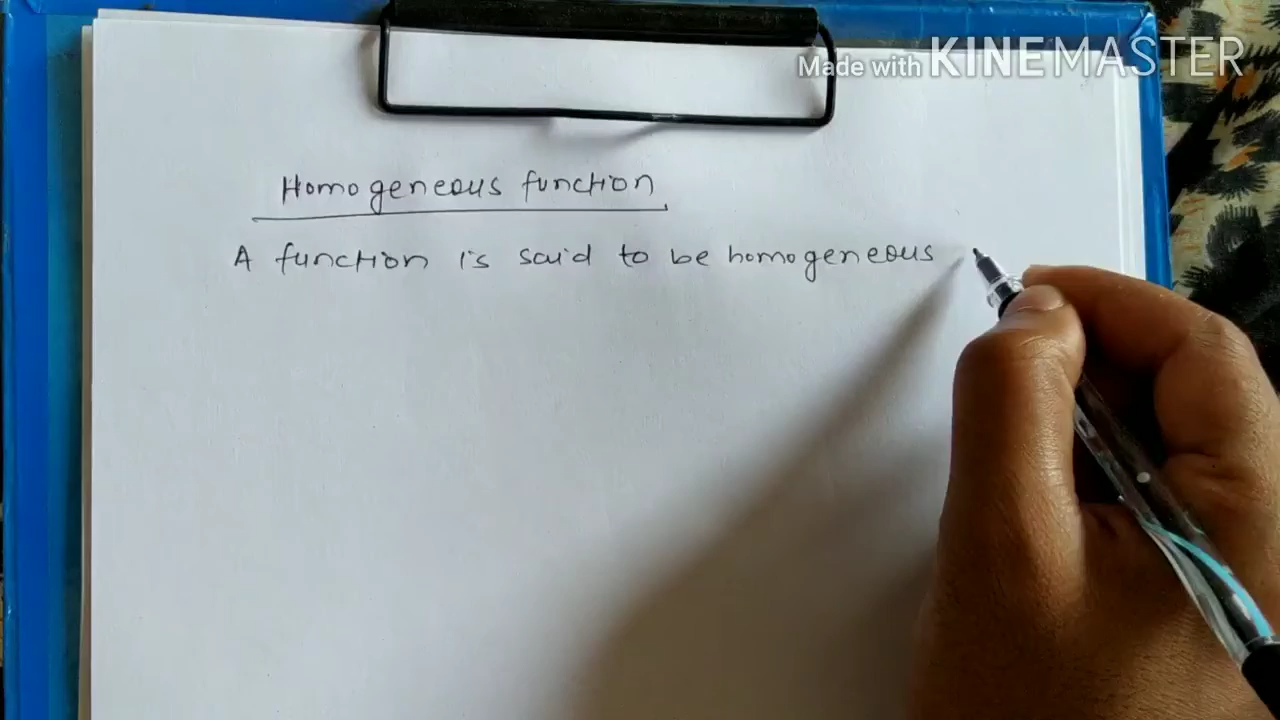 Made with KINEMASTER
Homogeneous function
A function is said to be homogeneous